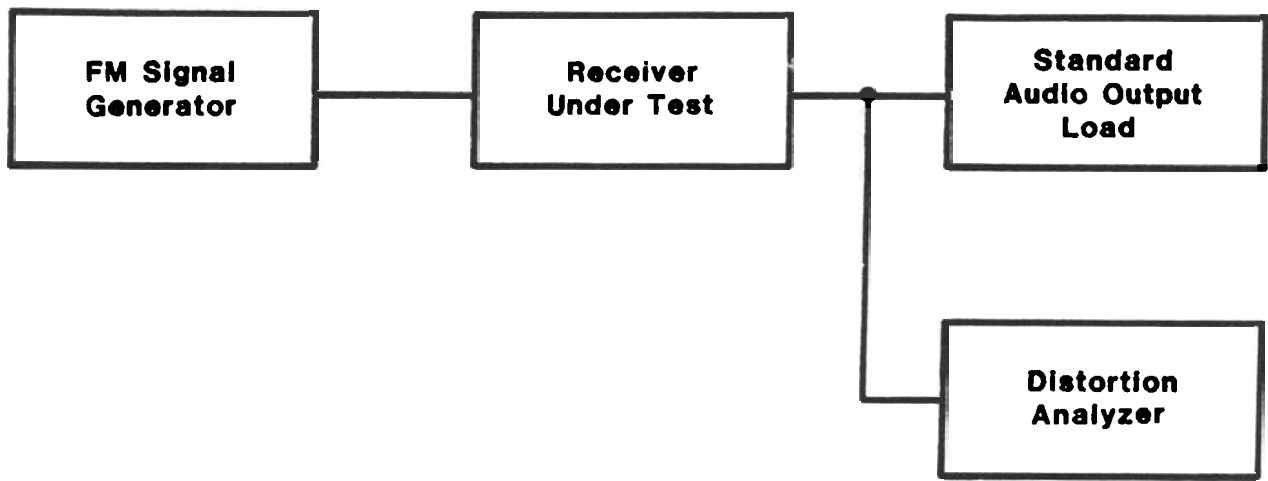 FM Signal
Generator
Receiver
Under Test
Standard
Audio Output
Load
Distortion
Analyzer